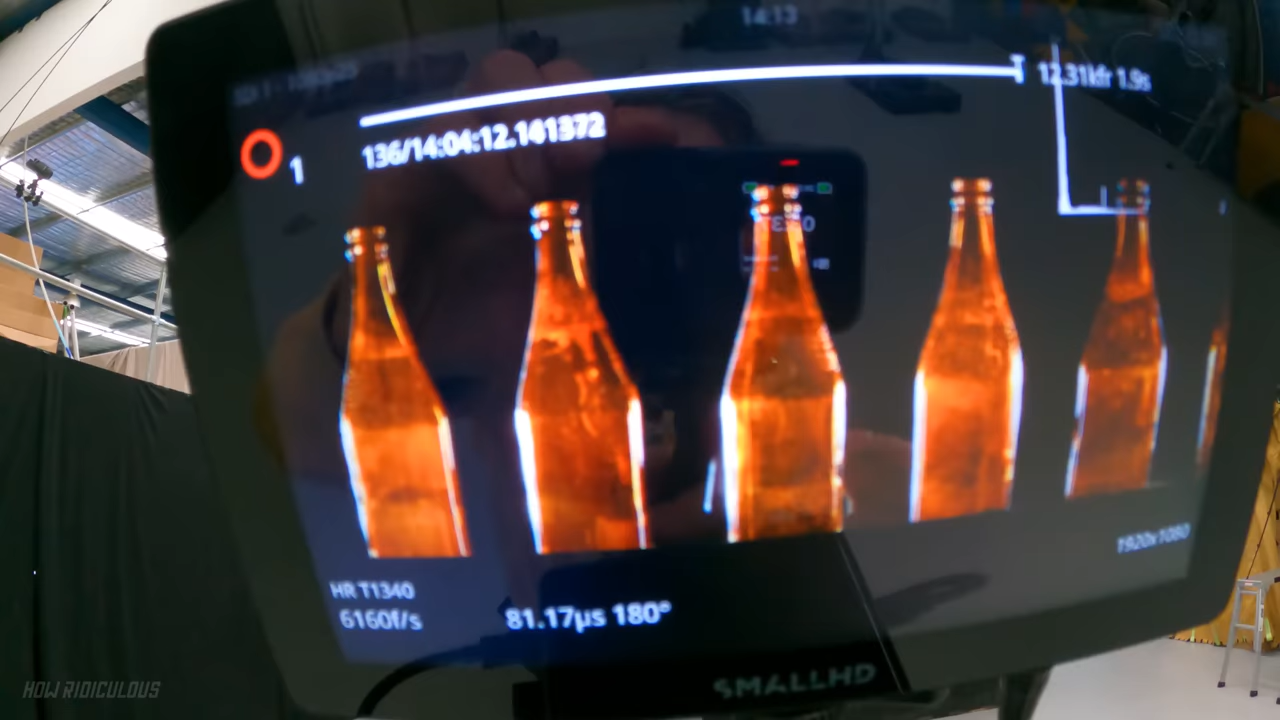 14:13
12.31kfr 1.9s
136/14:04:12.141372
1
1920x1080
HR T1340
6160f/s
81.17µs 180°
SMALLHD
HOW RIDICULOUS